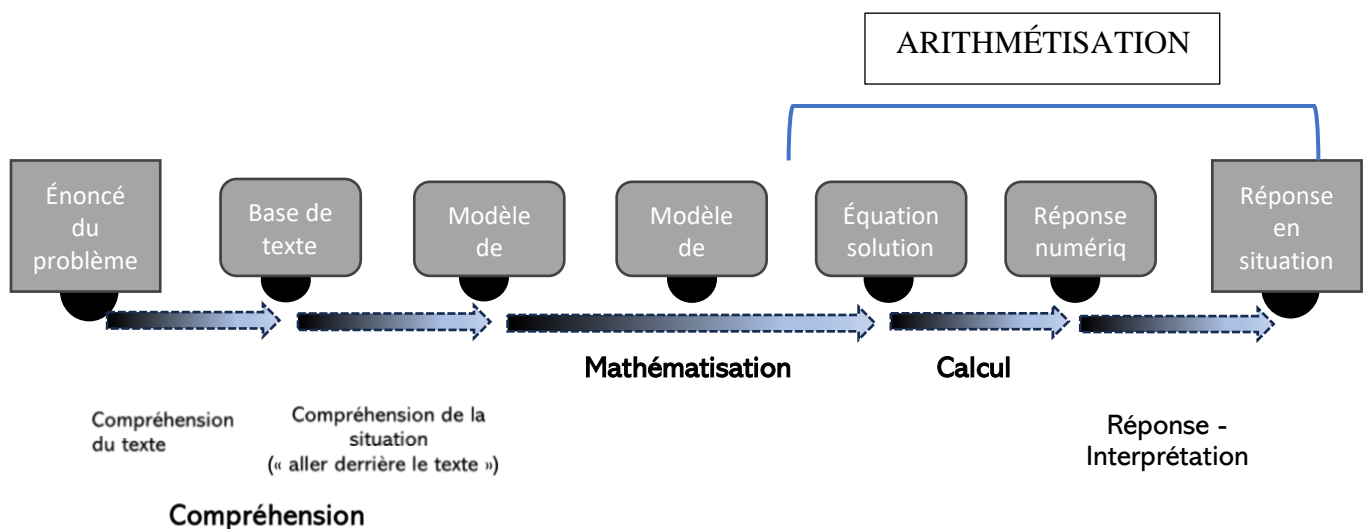 ARITHMÉTISATION
Énoncé
du
problème
Base de
texte
Modèle
de
Modèle
de
Équation
solution
Réponse
numériq
Réponse
en
situation
Mathématisation
Calcul
Compréhension
du texte
Compréhension de la
situation
(« aller derrière le texte »)
Réponse -
Interprétation
Compréhension